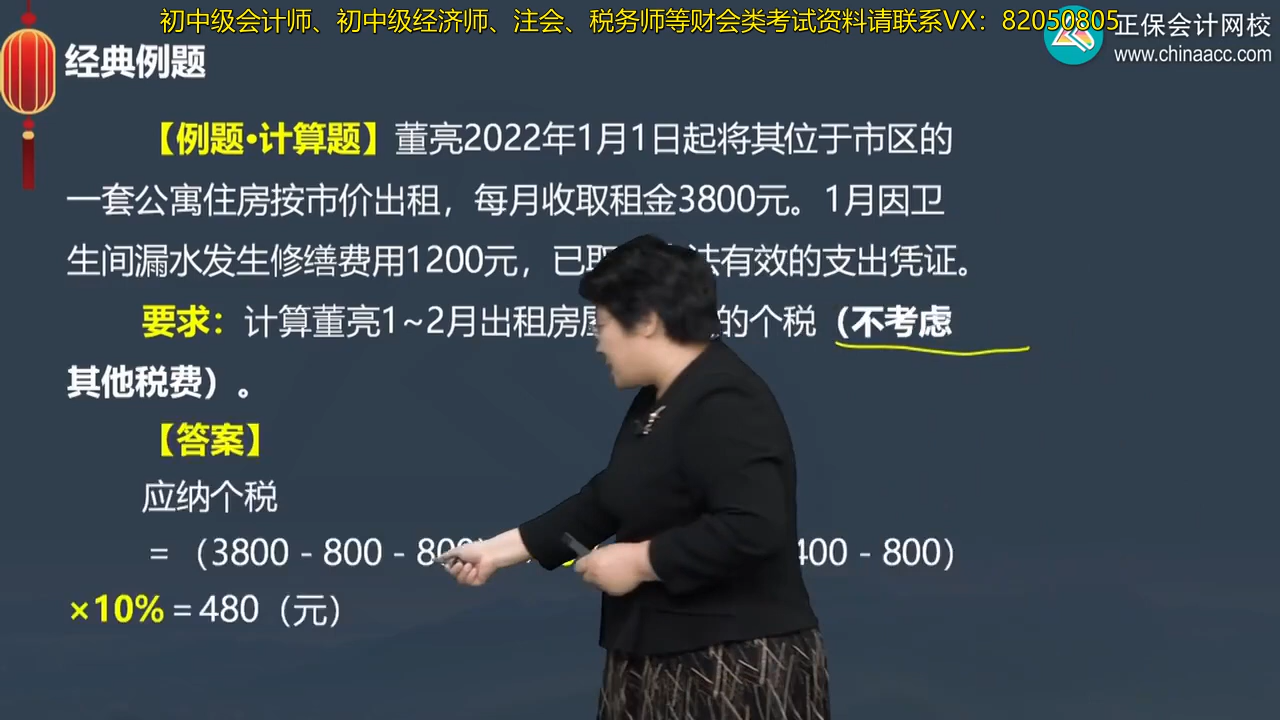 初中级会计师、初中级经济师、注会、税务师等财会类考试资料请联系VX：82050805
正保会计网校
www.chinaacc.com
经典例题
【例题·计算题】董亮2022年1月1日起将其位于市区的
一套公寓住房按市价出租，每月收取租金3800元。1月因卫
生间漏水发生修缮费用1200元，已取 法有效的支出凭证。
要求：计算董亮1~2月出租房 的个税（不考虑
其他税费）。
【答案】
应纳个税
＝（3800－800－800 400－800）
×10%＝480（元）